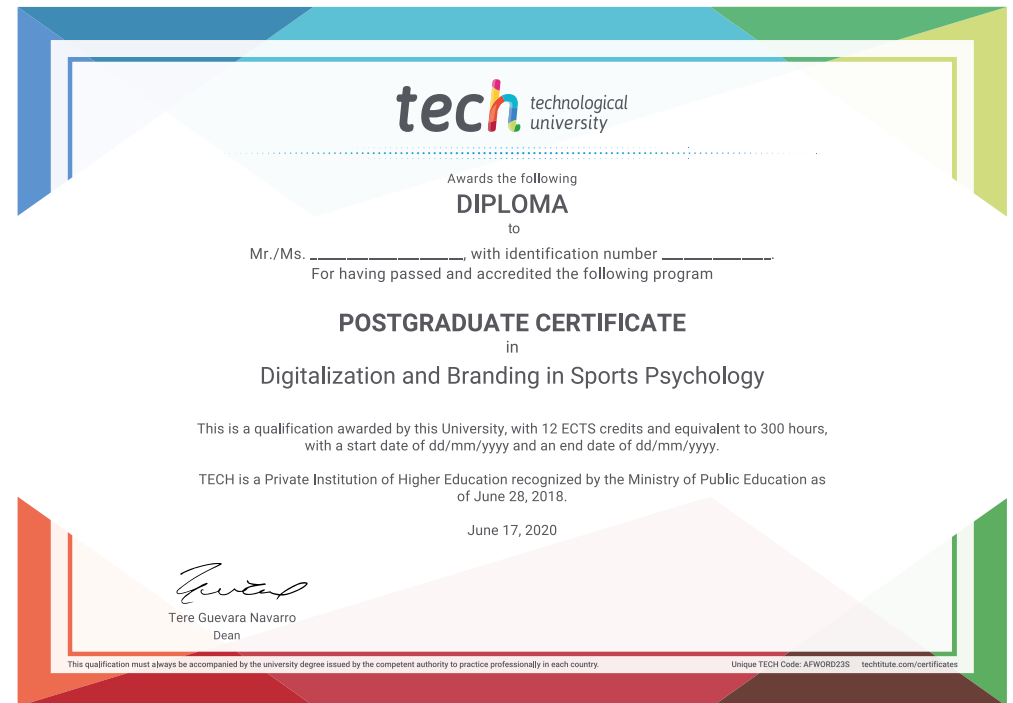 tech technological
university
Awards the following
DIPLOMA
to
Mr./Ms. ____________________, with identification number ______________.
For having passed and accredited the following program
POSTGRADUATE CERTIFICATE
in
Digitalization and Branding in Sports Psychology
This is a qualification awarded by this University, with 12 ECTS credits and equivalent to 300 hours,
with a start date of dd/mm/yyyy and an end date of dd/mm/yyyy.
TECH is a Private Institution of Higher Education recognized by the Ministry of Public Education as
of June 28, 2018.
June 17, 2020
Tere Guevara Navarro
Dean
This qualification must always be accompanied by the university degree issued by the competent authority to practice professionally in each country.
Unique TECH Code: AFWORD23S techtitute.com/certificates